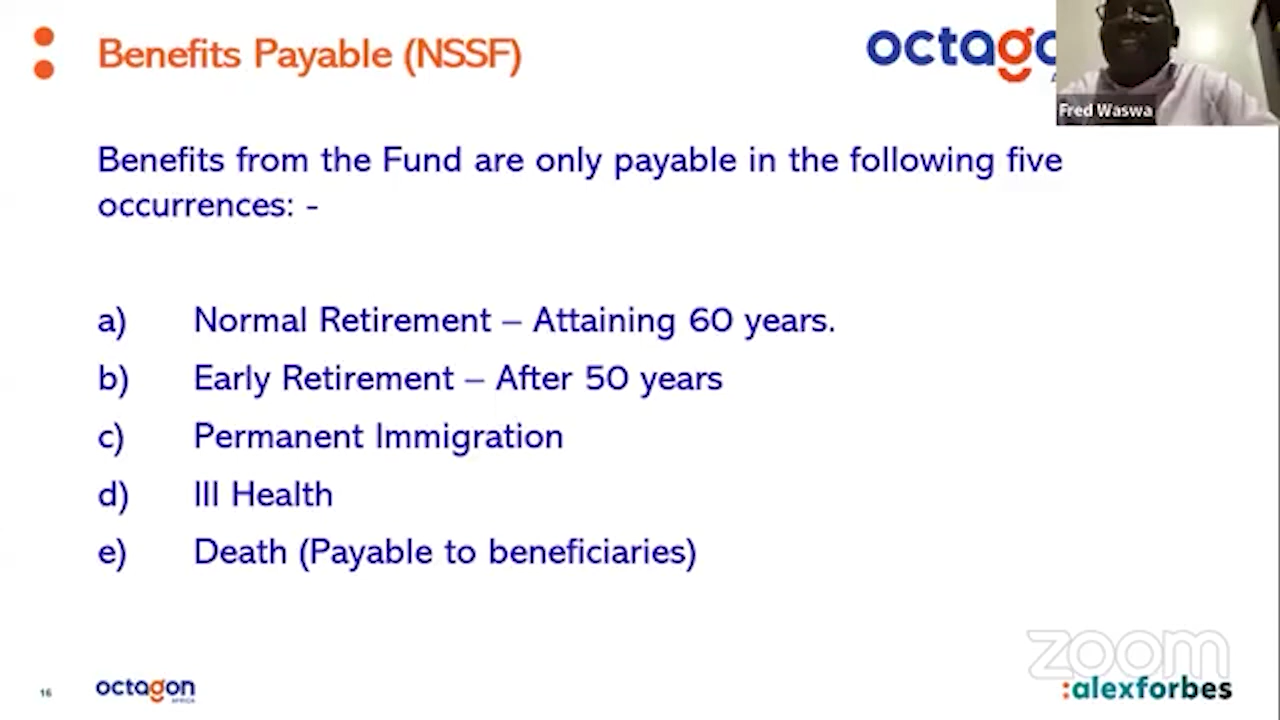 Benefits Payable (NSSF)
octago
Fred Waswa
Benefits from the Fund are only payable in the following five
occurrences: -
a) Normal Retirement – Attaining 60 years.
b) Early Retirement – After 50 years
c) Permanent Immigration
d) Ill Health
e) Death (Payable to beneficiaries)
zoom
16
octagon
AFRICA
:alexforbes